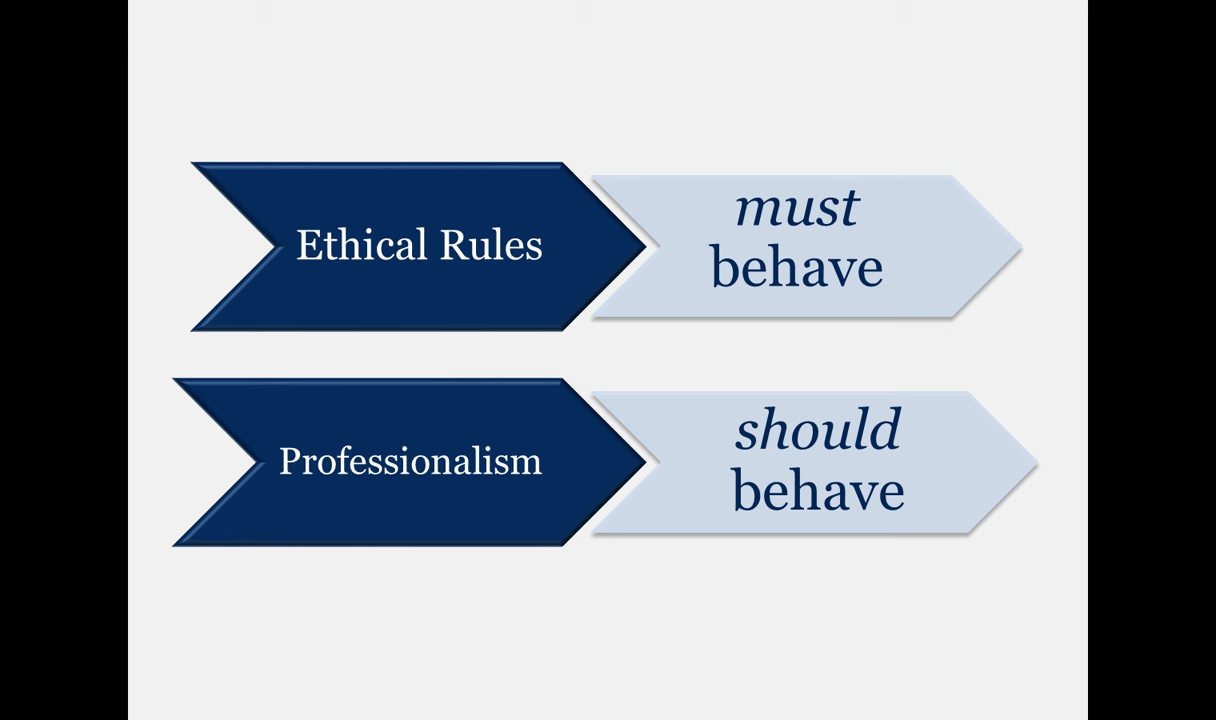 Ethical Rules
must
behave
Professionalism
should
behave